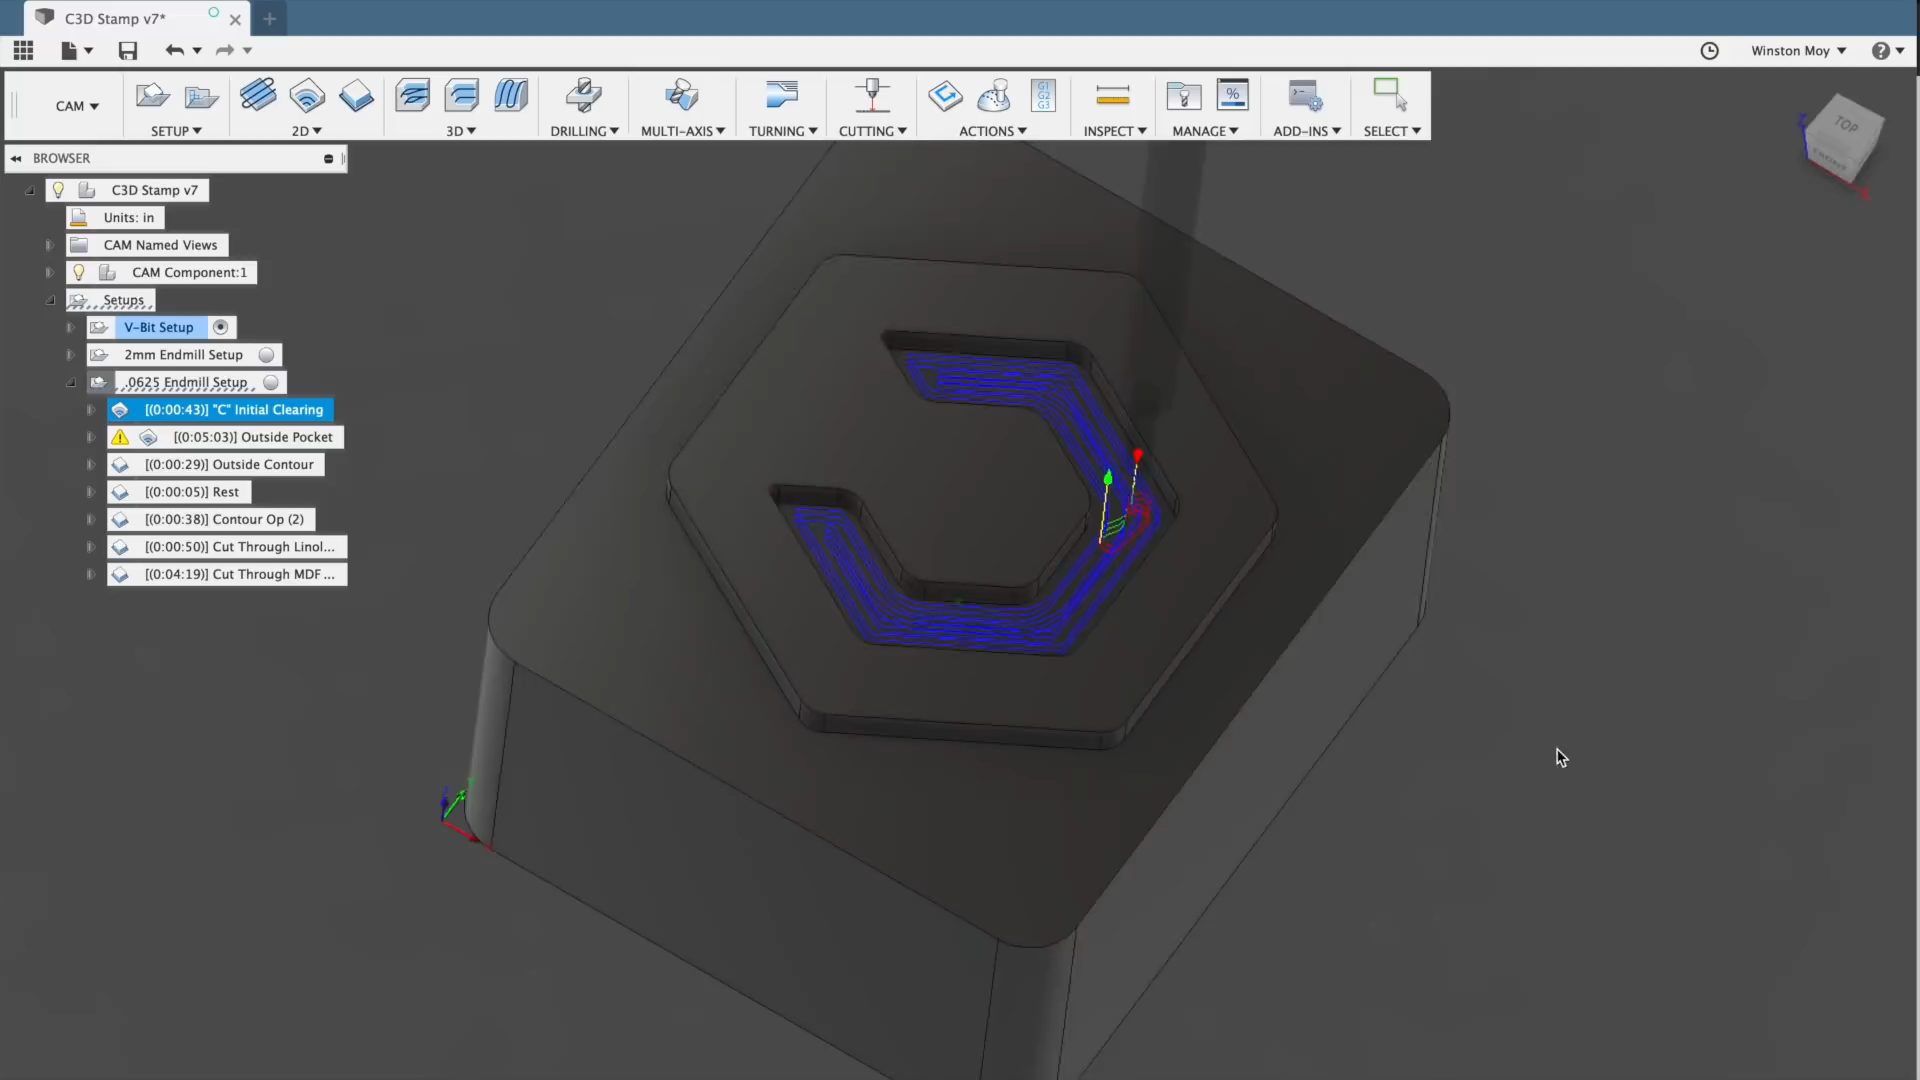 C3D Stamp v7*
Winston Moy
CAM
SETUP
2D
3D
DRILLING
MULTI-AXIS
TURNING
CUTTING
G1
G2
G3
ACTIONS
INSPECT
%
MANAGE
ADD-INS
SELECT
TOP
FRONT
Z
X
BROWSER
C3D Stamp v7
Units: in
CAM Named Views
CAM Component:1
Setups
V-Bit Setup
2mm Endmill Setup
.0625 Endmill Setup
[(0:00:43)] "C" Initial Clearing
[(0:05:03)] Outside Pocket
[(0:00:29)] Outside Contour
[(0:00:05)] Rest
[(0:00:38)] Contour Op (2)
[(0:00:50)] Cut Through Linol...
[(0:04:19)] Cut Through MDF ...